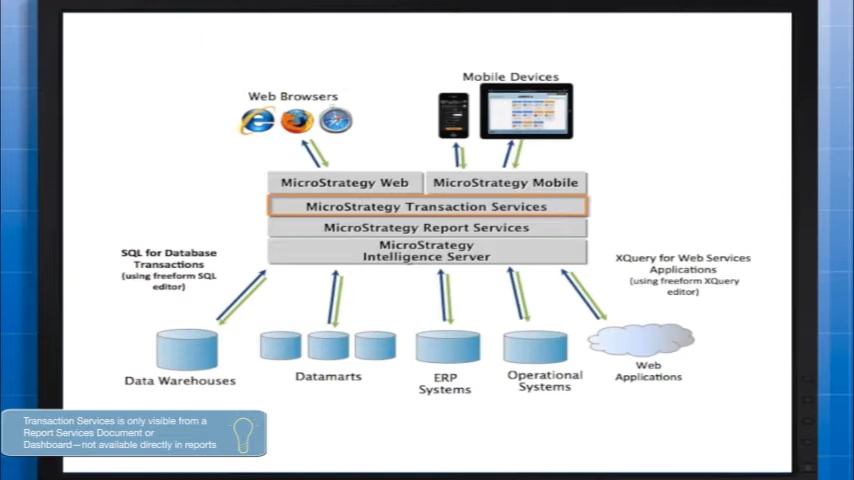 Mobile Devices
Web Browsers
MicroStrategy Web
MicroStrategy Mobile
MicroStrategy Transaction Services
MicroStrategy Report Services
MicroStrategy
Intelligence Server
SQL for Database
Transactions
(using freeform SQL
editor)
XQuery for Web Services
Applications
(using freeform XQuery
editor)
Data Warehouses
Datamarts
ERP
Systems
Operational
Systems
Web
Applications
Transaction Services is only visible from a
Report Services Document or
Dashboard—not available directly in reports